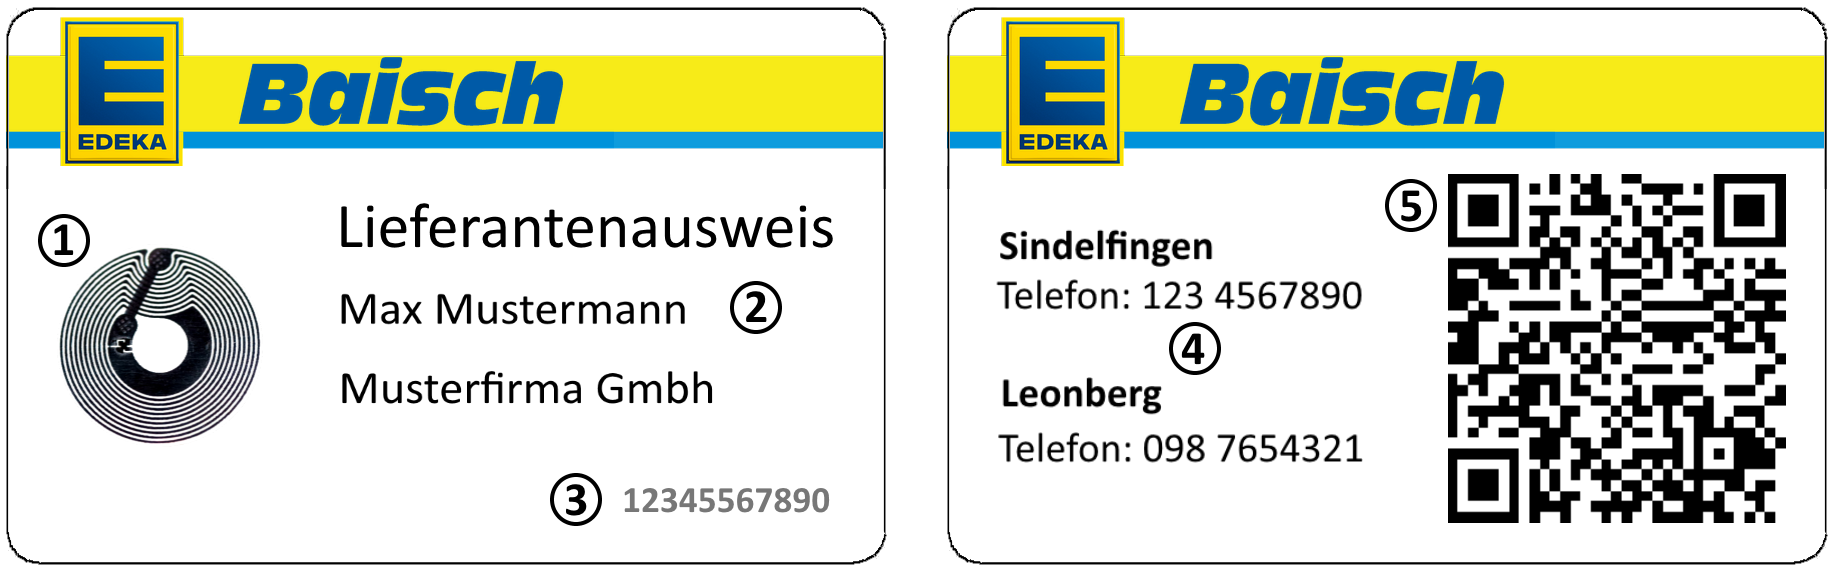 EDEKA
Baisch
① Lieferantenausweis
Max Mustermann ②
Musterfirma Gmbh
③ 12345567890
EDEKA
Baisch
⑤
Sindelfingen
Telefon: 123 4567890
④
Leonberg
Telefon: 098 7654321